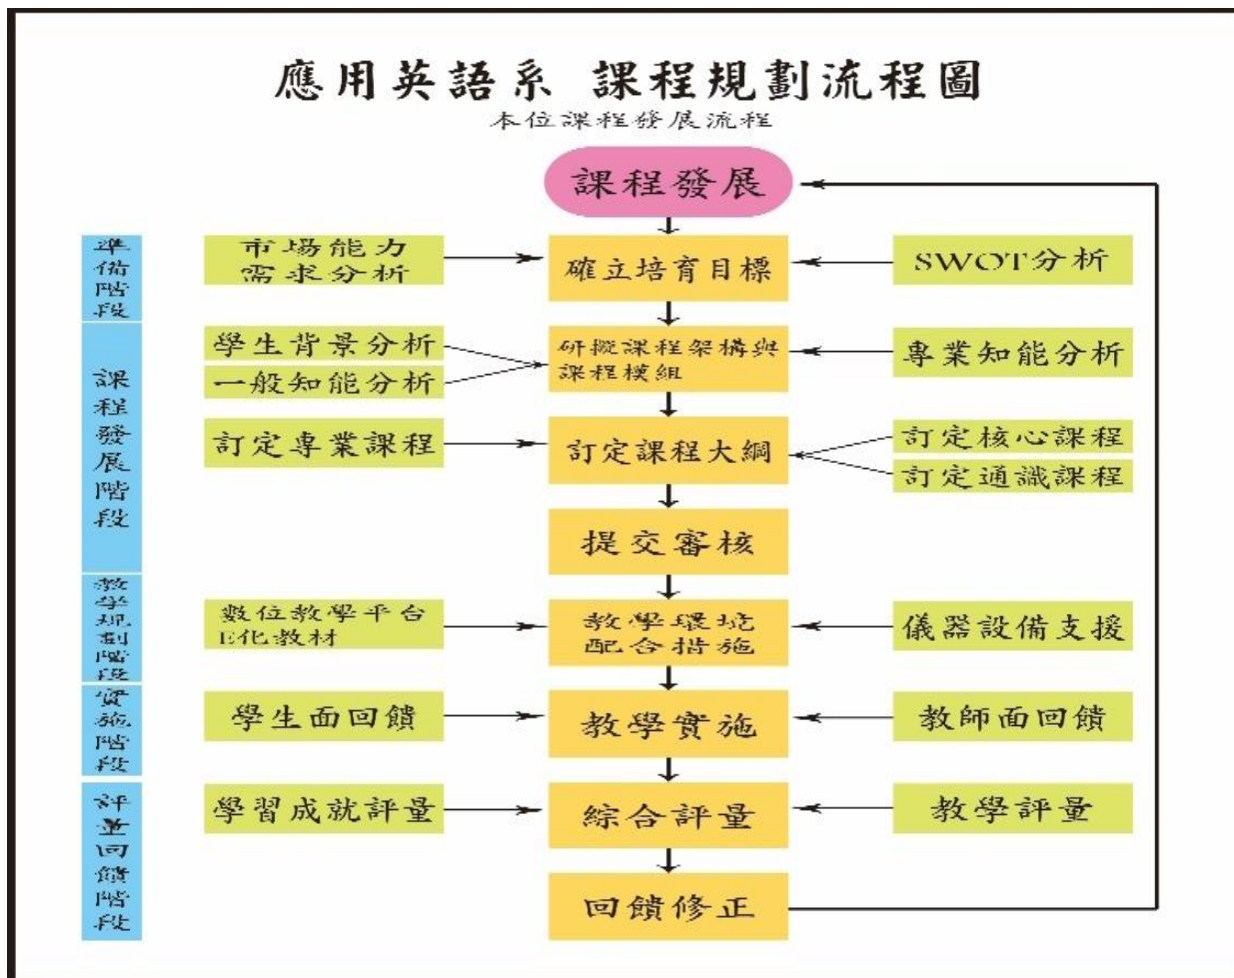 應用英語系 課程規劃流程圖
本位課程發展流程
課程發展
準備階段
市場能力
需求分析
確立培育目標
SWOT分析
課程發展階段
學生背景分析
一般知能分析
研擬課程架構與
課程模組
專業知能分析
訂定專業課程
訂定課程大綱
訂定核心課程
訂定通識課程
提交審核
教學規劃階段
數位教學平台
E化教材
教學環境
配合措施
儀器設備支援
實施階段
學生面回饋
教學實施
教師面回饋
評量回饋階段
學習成就評量
綜合評量
教學評量
回饋修正